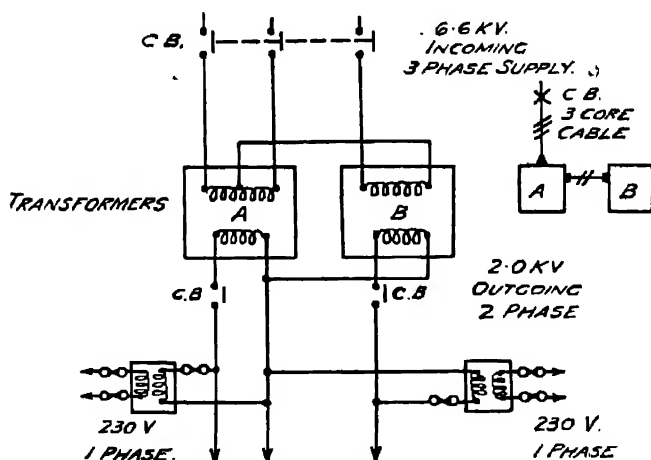 C.B.
6·6 KV.
INCOMING
3 PHASE SUPPLY.
C.B.
3 CORE
CABLE
TRANSFORMERS
A
B
A
B
C.B
C.B
2·0 KV
OUTGOING
2 PHASE
230 V
1 PHASE.
230 V.
1 PHASE